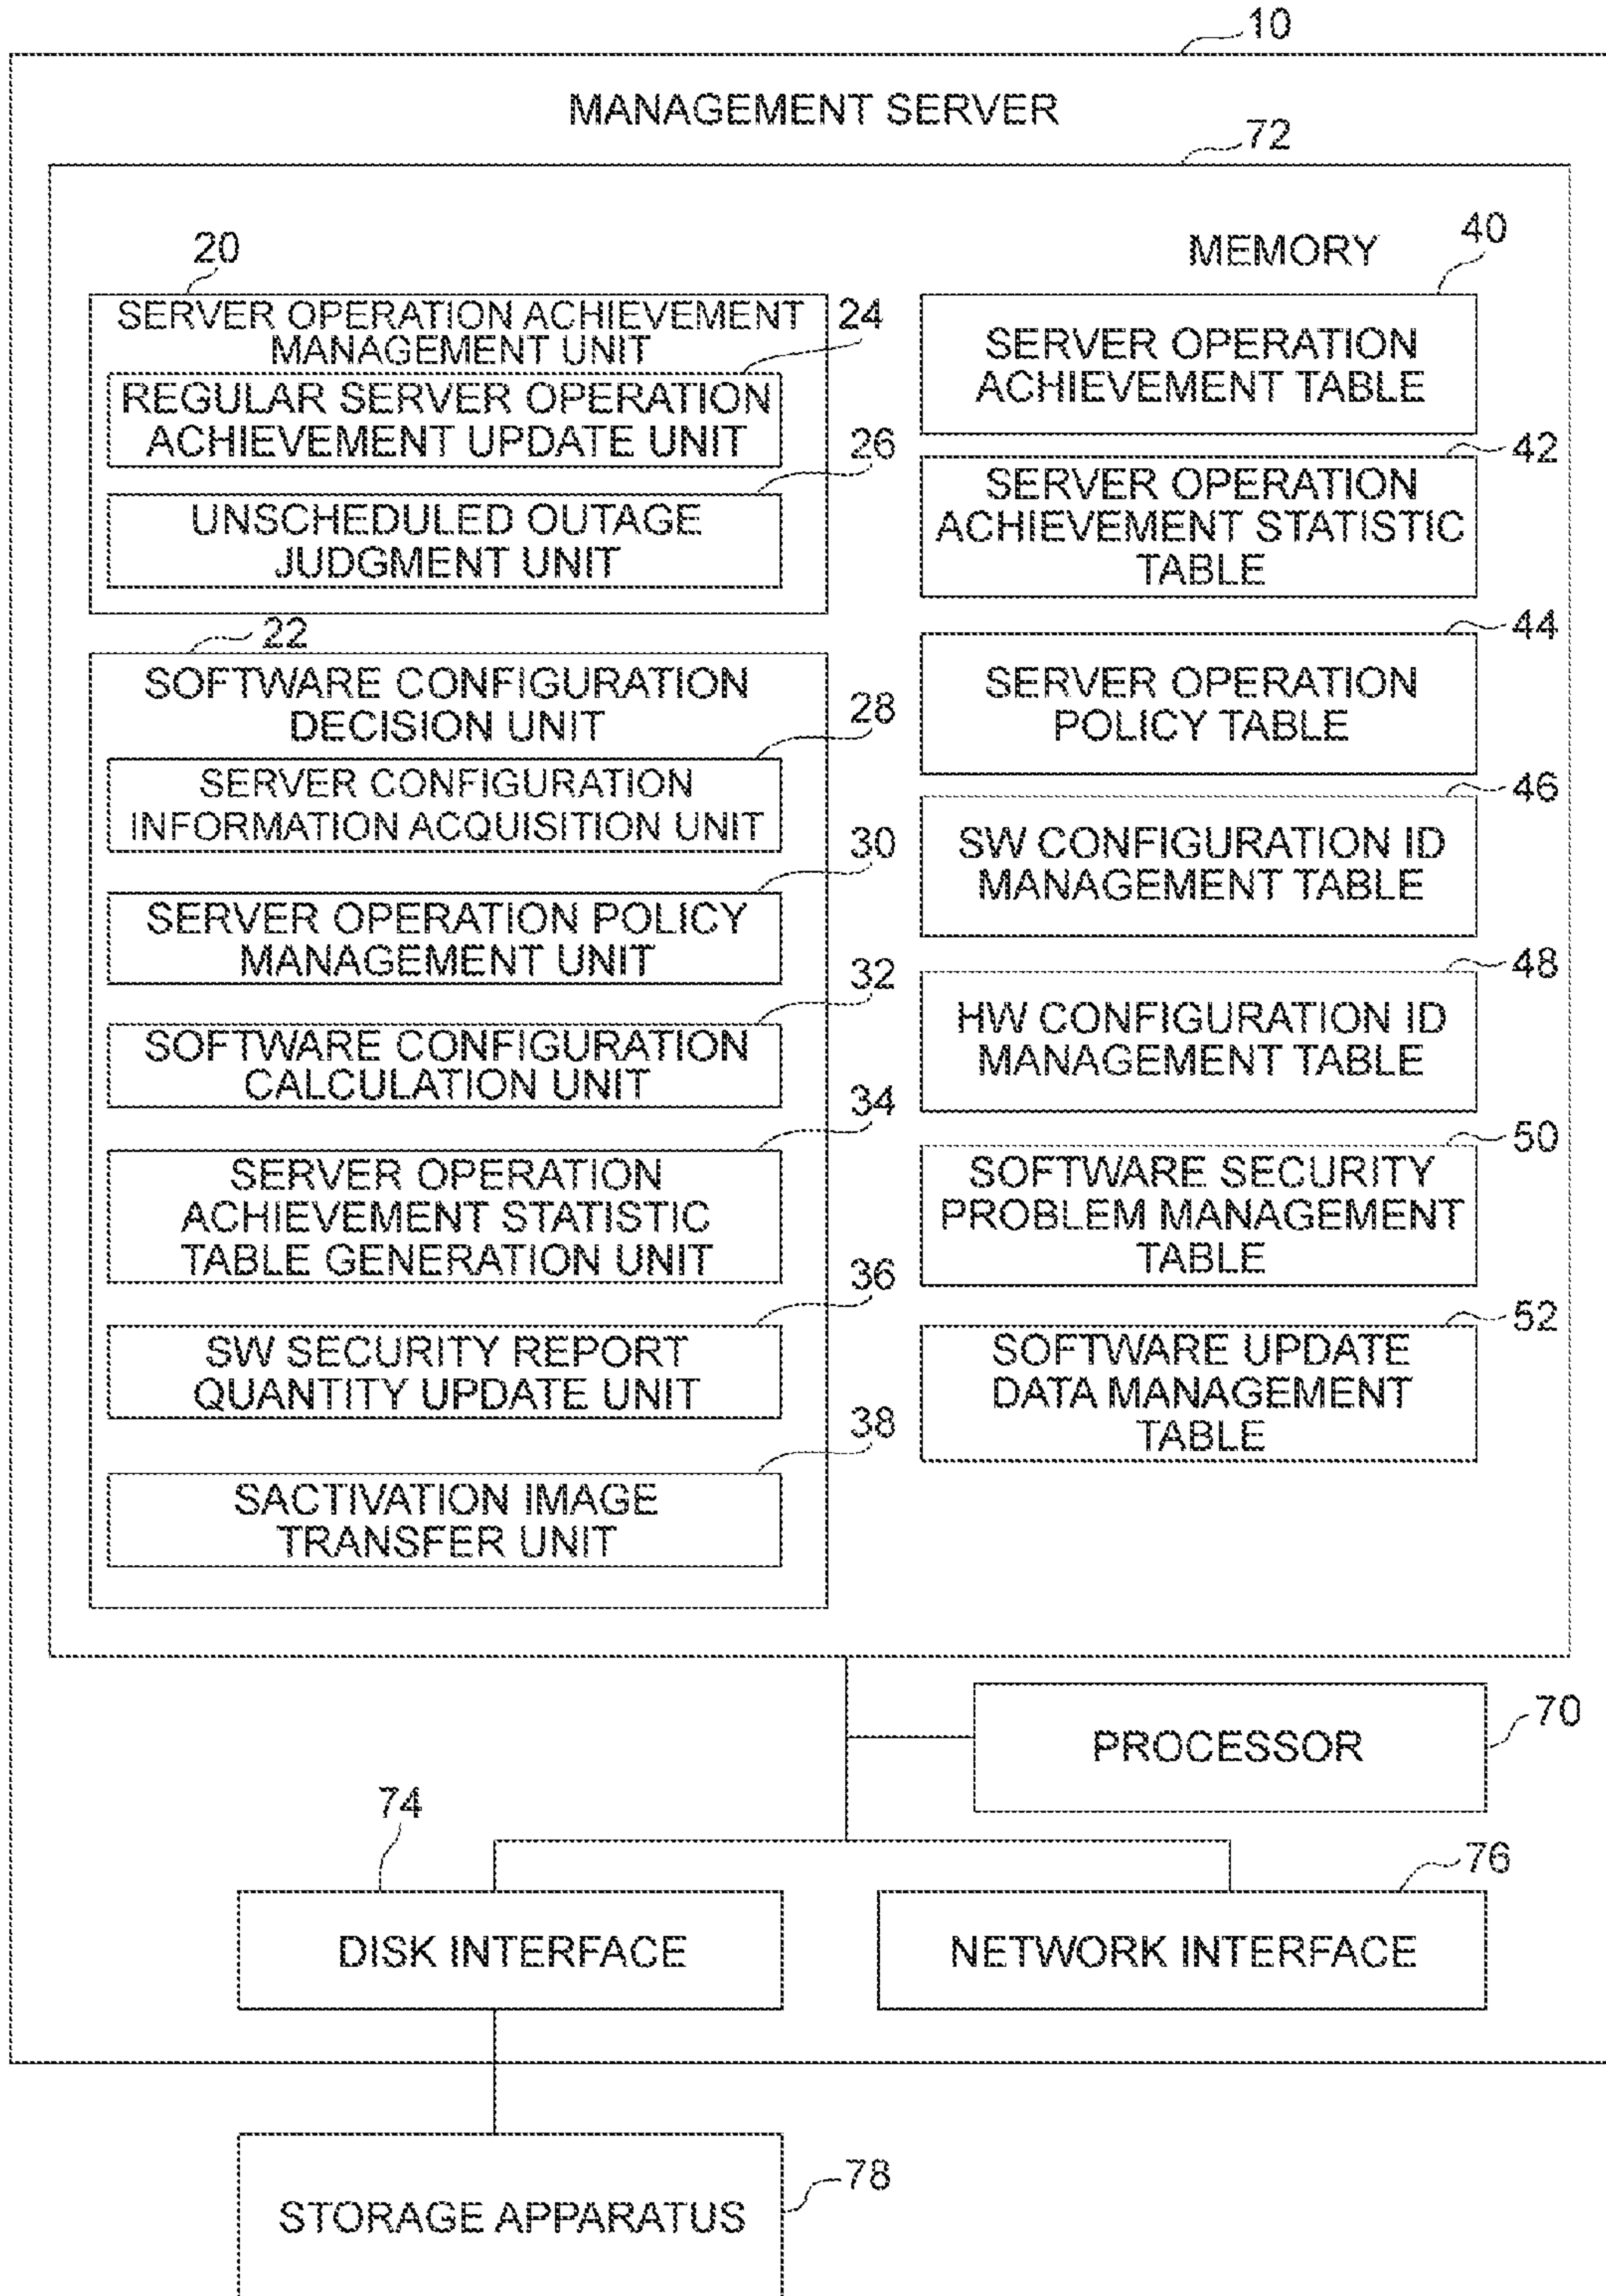 10
MANAGEMENT SERVER
72
20
MEMORY
40
SERVER OPERATION ACHIEVEMENT
MANAGEMENT UNIT
24
REGULAR SERVER OPERATION
ACHIEVEMENT UPDATE UNIT
26
UNSCHEDULED OUTAGE
JUDGMENT UNIT
SERVER OPERATION
ACHIEVEMENT TABLE
42
SERVER OPERATION
ACHIEVEMENT STATISTIC
TABLE
22
SOFTWARE CONFIGURATION
DECISION UNIT
28
SERVER CONFIGURATION
INFORMATION ACQUISITION UNIT
30
SERVER OPERATION POLICY
MANAGEMENT UNIT
32
SOFTWARE CONFIGURATION
CALCULATION UNIT
34
SERVER OPERATION
ACHIEVEMENT STATISTIC
TABLE GENERATION UNIT
36
SW SECURITY REPORT
QUANTITY UPDATE UNIT
38
SACTIVATION IMAGE
TRANSFER UNIT
44
SERVER OPERATION
POLICY TABLE
46
SW CONFIGURATION ID
MANAGEMENT TABLE
48
HW CONFIGURATION ID
MANAGEMENT TABLE
50
SOFTWARE SECURITY
PROBLEM MANAGEMENT
TABLE
52
SOFTWARE UPDATE
DATA MANAGEMENT
TABLE
PROCESSOR
70
74
DISK INTERFACE
76
NETWORK INTERFACE
STORAGE APPARATUS
78